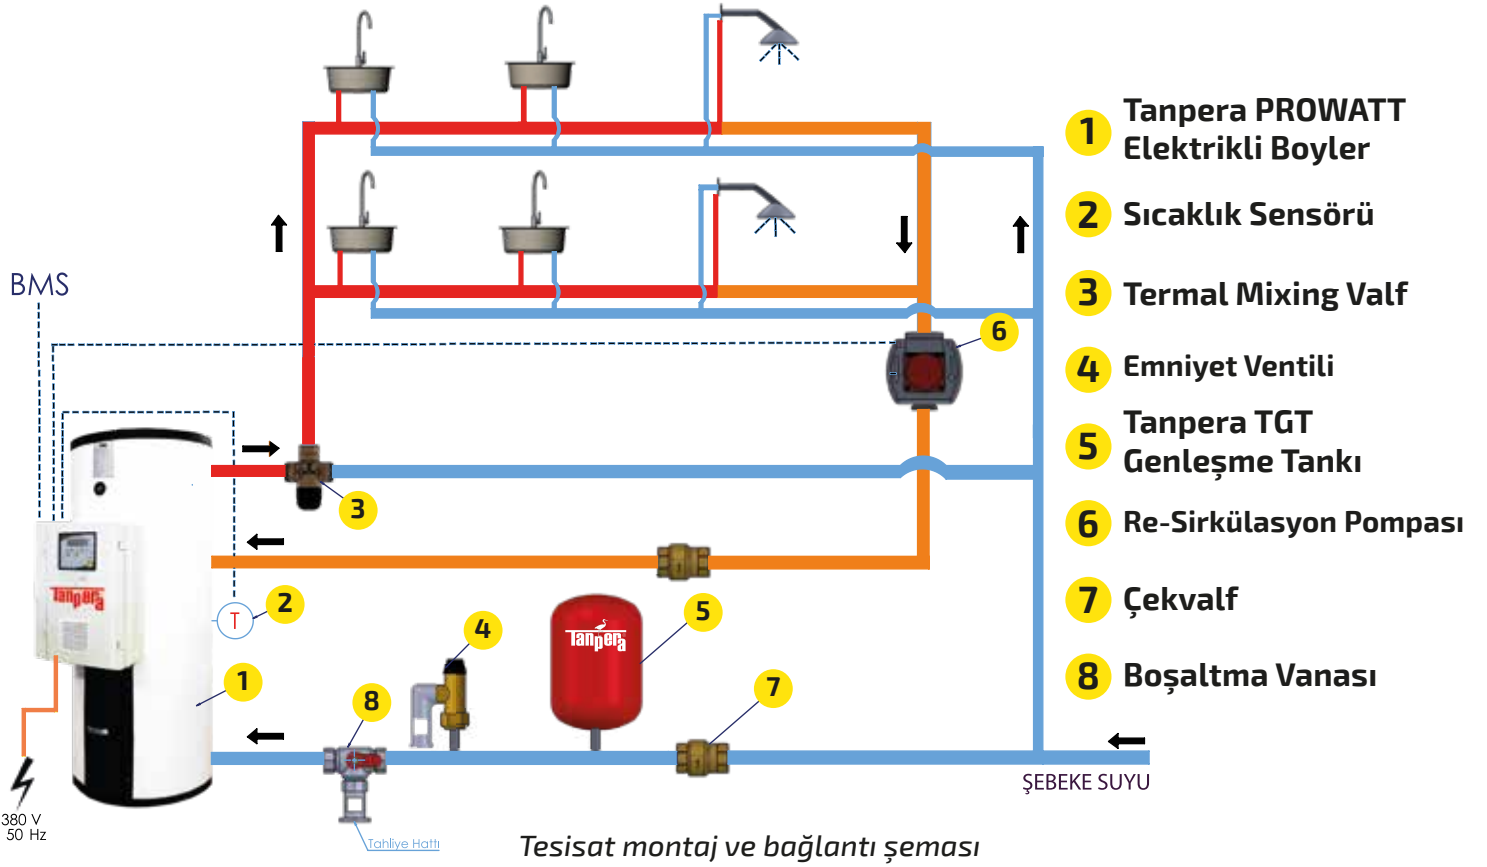 BMS
Tanpera
T
2
1
3
380 V
50 Hz
8
Tahliye Hattı
4
Tanpera
5
7
6
ŞEBEKE SUYU
1 Tanpera PROWATT
Elektrikli Boyler
2 Sıcaklık Sensörü
3 Termal Mixing Valf
4 Emniyet Ventili
5 Tanpera TGT
Genleşme Tankı
6 Re-Sirkülasyon Pompası
7 Çekvalf
8 Boşaltma Vanası
Tesisat montaj ve bağlantı şeması